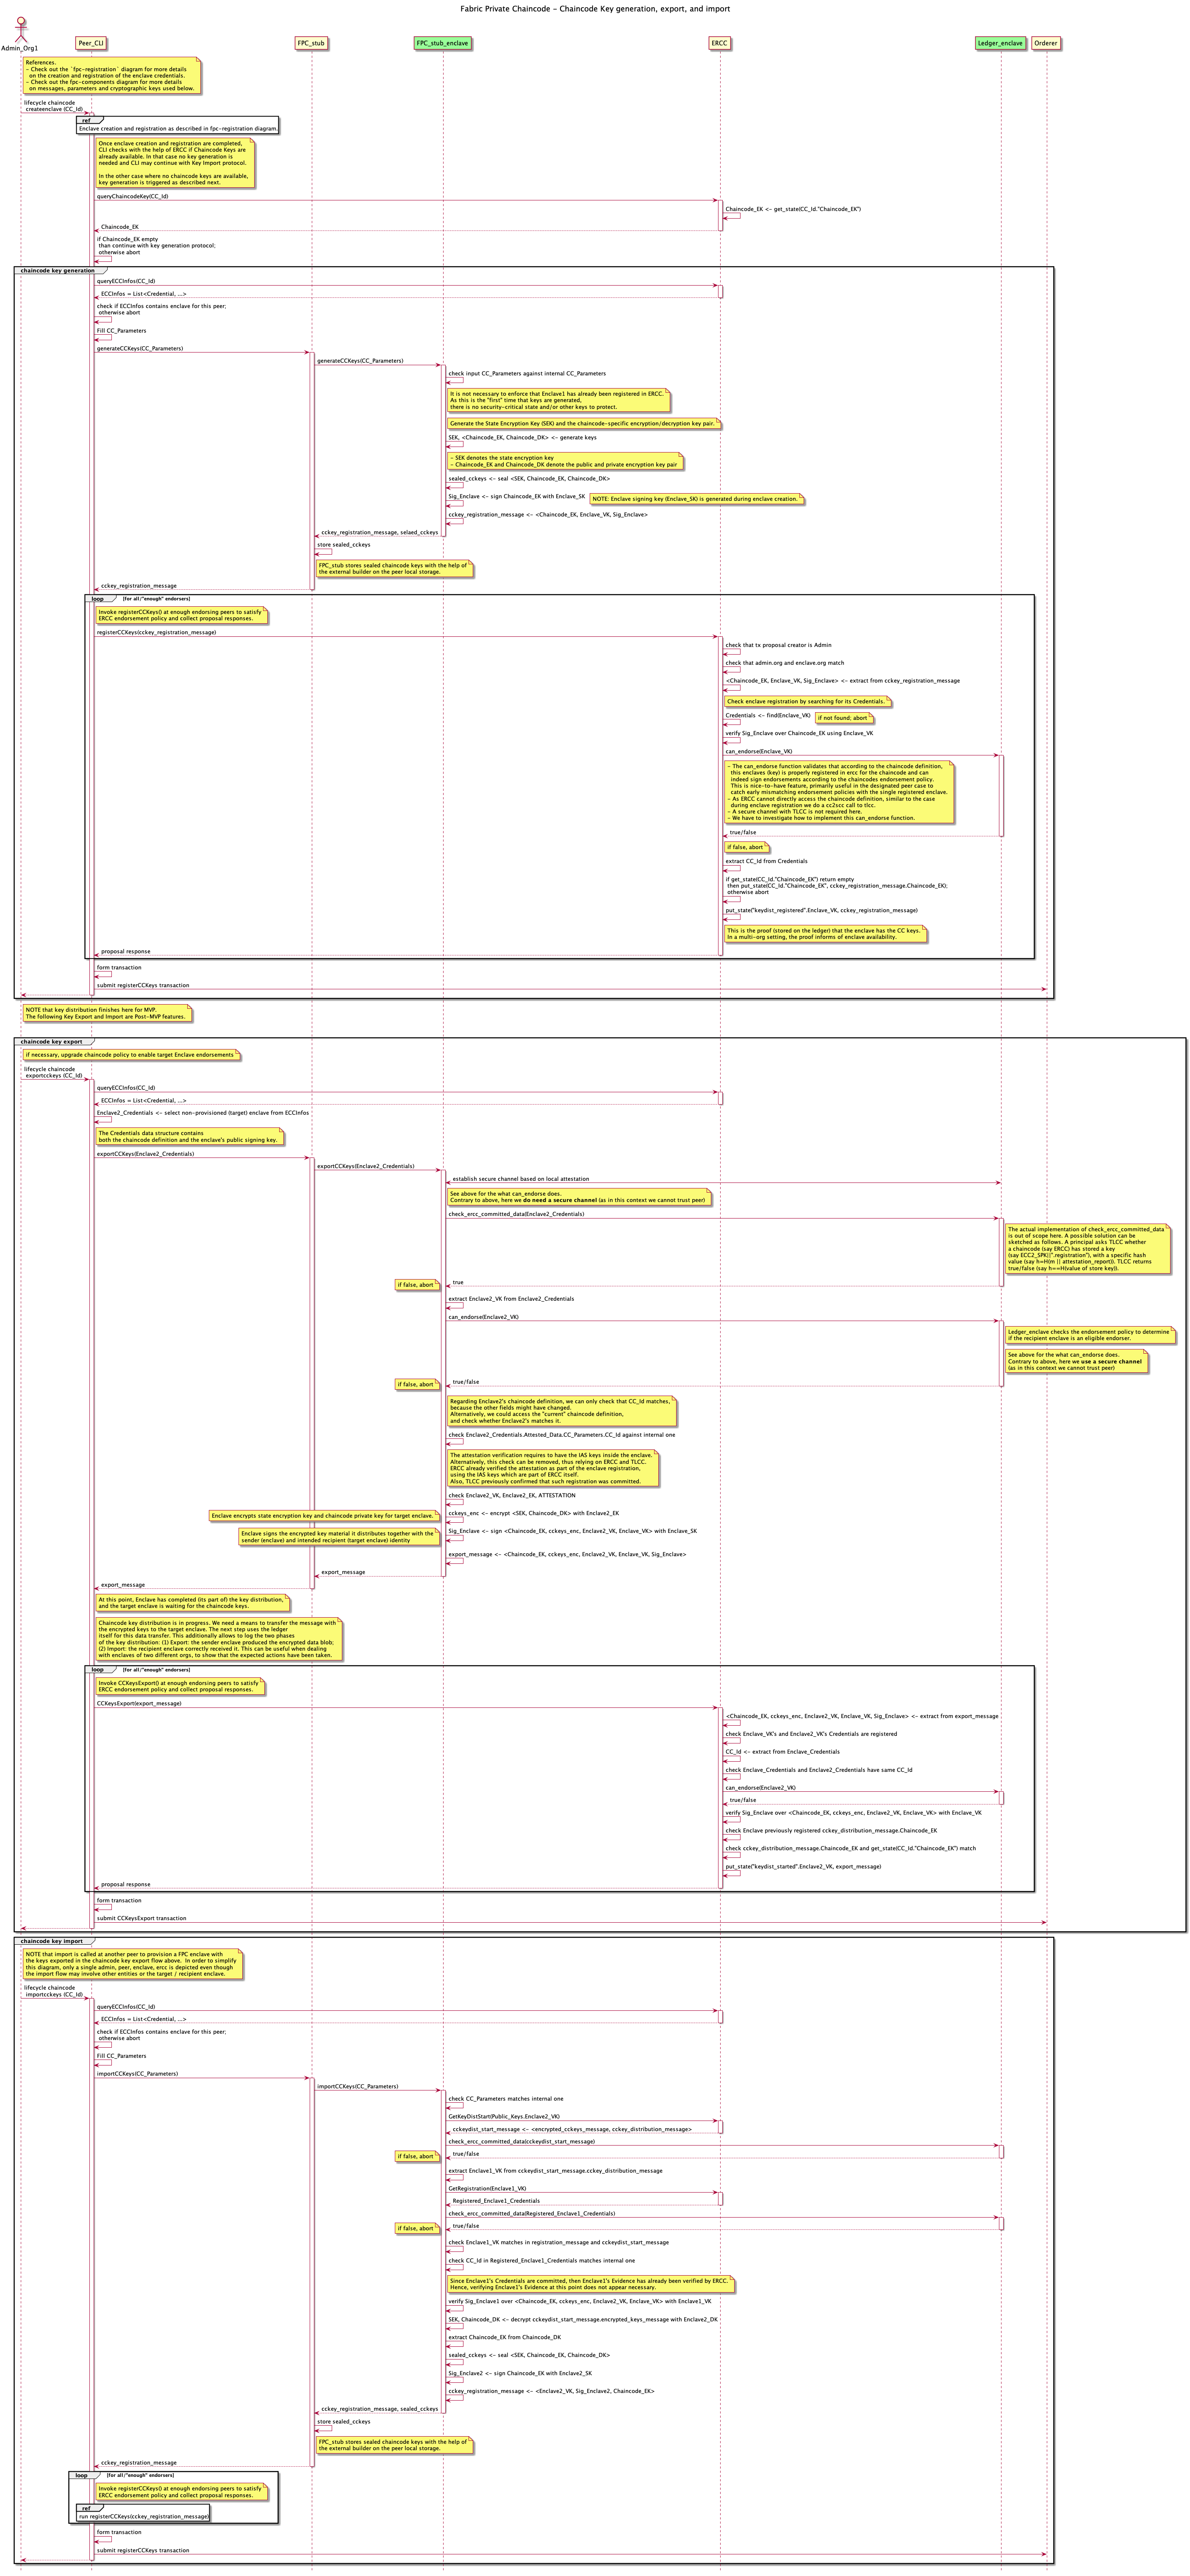 Fabric Private Chaincode - Chaincode Key generation, export, and import
Admin_Org1
Peer_CLI
FPC_stub
FPC_stub_enclave
ERCC
Ledger_enclave
Orderer
References.
- Check out the `fpc-registration` diagram for more details
on the creation and registration of the enclave credentials.
- Check out the fpc-components diagram for more details
on messages, parameters and cryptographic keys used below.
lifecycle chaincode
createenclave (CC_Id)
ref
Enclave creation and registration as described in fpc-registration diagram.
Once enclave creation and registration are completed,
CLI checks with the help of ERCC if Chaincode Keys are
already available. In that case no key generation is
needed and CLI may continue with Key Import protocol.
In the other case where no chaincode keys are available,
key generation is triggered as described next.
queryChaincodeKey(CC_Id)
Chaincode_EK <- get_state(CC_Id."Chaincode_EK")
Chaincode_EK
if Chaincode_EK empty
than continue with key generation protocol;
otherwise abort
chaincode key generation
queryECCInfos(CC_Id)
ECCInfos = List<Credential, ...>
check if ECCInfos contains enclave for this peer;
otherwise abort
Fill CC_Parameters
generateCCKeys(CC_Parameters)
generateCCKeys(CC_Parameters)
check input CC_Parameters against internal CC_Parameters
It is not necessary to enforce that Enclave1 has already been registered in ERCC.
As this is the "first" time that keys are generated,
there is no security-critical state and/or other keys to protect.
Generate the State Encryption Key (SEK) and the chaincode-specific encryption/decryption key pair.
SEK, <Chaincode_EK, Chaincode_DK> <- generate keys
- SEK denotes the state encryption key
- Chaincode_EK and Chaincode_DK denote the public and private encryption key pair
sealed_cckeys <- seal <SEK, Chaincode_EK, Chaincode_DK>
Sig_Enclave <- sign Chaincode_EK with Enclave_SK
NOTE: Enclave signing key (Enclave_SK) is generated during enclave creation.
cckey_registration_message <- <Chaincode_EK, Enclave_VK, Sig_Enclave>
cckey_registration_message, selaed_cckeys
store sealed_cckeys
FPC_stub stores sealed chaincode keys with the help of
the external builder on the peer local storage.
cckey_registration_message
loop [for all/"enough" endorsers]
Invoke registerCCKeys() at enough endorsing peers to satisfy
ERCC endorsement policy and collect proposal responses.
registerCCKeys(cckey_registration_message)
check that tx proposal creator is Admin
check that admin.org and enclave.org match
<Chaincode_EK, Enclave_VK, Sig_Enclave> <- extract from cckey_registration_message
Check enclave registration by searching for its Credentials.
Credentials <- find(Enclave_VK)
if not found; abort
verify Sig_Enclave over Chaincode_EK using Enclave_VK
can_endorse(Enclave_VK)
- The can_endorse function validates that according to the chaincode definition,
this enclaves (key) is properly registered in ercc for the chaincode and can
indeed sign endorsements according to the chaincodes endorsement policy.
This is nice-to-have feature, primarily useful in the designated peer case to
catch early mismatching endorsement policies with the single registered enclave.
- As ERCC cannot directly access the chaincode definition, similar to the case
during enclave registration we do a cc2scc call to tlcc.
- A secure channel with TLCC is not required here.
- We have to investigate how to implement this can_endorse function.
true/false
if false, abort
extract CC_Id from Credentials
if get_state(CC_Id."Chaincode_EK") return empty
then put_state(CC_Id."Chaincode_EK", cckey_registration_message.Chaincode_EK);
otherwise abort
put_state("keydist_registered".Enclave_VK, cckey_registration_message)
This is the proof (stored on the ledger) that the enclave has the CC keys.
In a multi-org setting, the proof informs of enclave availability.
proposal response
form transaction
submit registerCCKeys transaction
NOTE that key distribution finishes here for MVP.
The following Key Export and Import are Post-MVP features.
chaincode key export
if necessary, upgrade chaincode policy to enable target Enclave endorsements
lifecycle chaincode
exportcckeys (CC_Id)
queryECCInfos(CC_Id)
ECCInfos = List<Credential, ...>
Enclave2_Credentials <- select non-provisioned (target) enclave from ECCInfos
The Credentials data structure contains
both the chaincode definition and the enclave's public signing key.
exportCCKeys(Enclave2_Credentials)
exportCCKeys(Enclave2_Credentials)
establish secure channel based on local attestation
See above for the what can_endorse does.
Contrary to above, here we do need a secure channel (as in this context we cannot trust peer)
check_ercc_committed_data(Enclave2_Credentials)
The actual implementation of check_ercc_committed_data
is out of scope here. A possible solution can be
sketched as follows. A principal asks TLCC whether
a chaincode (say ERCC) has stored a key
(say ECC2_SPK||".registration"), with a specific hash
value (say h=H(m || attestation_report)). TLCC returns
true/false (say h==H(value of store key)).
if false, abort
true
extract Enclave2_VK from Enclave2_Credentials
can_endorse(Enclave2_VK)
Ledger_enclave checks the endorsement policy to determine
if the recipient enclave is an eligible endorser.
See above for the what can_endorse does.
Contrary to above, here we use a secure channel
(as in this context we cannot trust peer)
if false, abort
true/false
Regarding Enclave2's chaincode definition, we can only check that CC_Id matches,
because the other fields might have changed.
Alternatively, we could access the "current" chaincode definition,
and check whether Enclave2's matches it.
check Enclave2_Credentials.Attested_Data.CC_Parameters.CC_Id against internal one
The attestation verification requires to have the IAS keys inside the enclave.
Alternatively, this check can be removed, thus relying on ERCC and TLCC.
ERCC already verified the attestation as part of the enclave registration,
using the IAS keys which are part of ERCC itself.
Also, TLCC previously confirmed that such registration was committed.
check Enclave2_VK, Enclave2_EK, ATTESTATION
Enclave encrypts state encryption key and chaincode private key for target enclave.
cckeys_enc <- encrypt <SEK, Chaincode_DK> with Enclave2_EK
Enclave signs the encrypted key material it distributes together with the
sender (enclave) and intended recipient (target enclave) identity
Sig_Enclave <- sign <Chaincode_EK, cckeys_enc, Enclave2_VK, Enclave_VK> with Enclave_SK
export_message <- <Chaincode_EK, cckeys_enc, Enclave2_VK, Enclave_VK, Sig_Enclave>
export_message
export_message
At this point, Enclave has completed (its part of) the key distribution,
and the target enclave is waiting for the chaincode keys.
Chaincode key distribution is in progress. We need a means to transfer the message with
the encrypted keys to the target enclave. The next step uses the ledger
itself for this data transfer. This additionally allows to log the two phases
of the key distribution: (1) Export: the sender enclave produced the encrypted data blob;
(2) Import: the recipient enclave correctly received it. This can be useful when dealing
with enclaves of two different orgs, to show that the expected actions have been taken.
loop [for all/"enough" endorsers]
Invoke CCKeysExport() at enough endorsing peers to satisfy
ERCC endorsement policy and collect proposal responses.
CCKeysExport(export_message)
<Chaincode_EK, cckeys_enc, Enclave2_VK, Enclave_VK, Sig_Enclave> <- extract from export_message
check Enclave_VK's and Enclave2_VK's Credentials are registered
CC_Id <- extract from Enclave_Credentials
check Enclave_Credentials and Enclave2_Credentials have same CC_Id
can_endorse(Enclave2_VK)
true/false
verify Sig_Enclave over <Chaincode_EK, cckeys_enc, Enclave2_VK, Enclave_VK> with Enclave_VK
check Enclave previously registered cckey_distribution_message.Chaincode_EK
check cckey_distribution_message.Chaincode_EK and get_state(CC_Id."Chaincode_EK") match
put_state("keydist_started".Enclave2_VK, export_message)
proposal response
form transaction
submit CCKeysExport transaction
chaincode key import
NOTE that import is called at another peer to provision a FPC enclave with
the keys exported in the chaincode key export flow above. In order to simplify
this diagram, only a single admin, peer, enclave, ercc is depicted even though
the import flow may involve other entities or the target / recipient enclave.
lifecycle chaincode
importcckeys (CC_Id)
queryECCInfos(CC_Id)
ECCInfos = List<Credential, ...>
check if ECCInfos contains enclave for this peer;
otherwise abort
Fill CC_Parameters
importCCKeys(CC_Parameters)
importCCKeys(CC_Parameters)
check CC_Parameters matches internal one
GetKeyDistStart(Public_Keys.Enclave2_VK)
cckeydist_start_message <- <encrypted_cckeys_message, cckey_distribution_message>
check_ercc_committed_data(cckeydist_start_message)
if false, abort
true/false
extract Enclave1_VK from cckeydist_start_message.cckey_distribution_message
GetRegistration(Enclave1_VK)
Registered_Enclave1_Credentials
check_ercc_committed_data(Registered_Enclave1_Credentials)
if false, abort
true/false
check Enclave1_VK matches in registration_message and cckeydist_start_message
check CC_Id in Registered_Enclave1_Credentials matches internal one
Since Enclave1's Credentials are committed, then Enclave1's Evidence has already been verified by ERCC.
Hence, verifying Enclave1's Evidence at this point does not appear necessary.
verify Sig_Enclave1 over <Chaincode_EK, cckeys_enc, Enclave2_VK, Enclave_VK> with Enclave1_VK
SEK, Chaincode_DK <- decrypt cckeydist_start_message.encrypted_keys_message with Enclave2_DK
extract Chaincode_EK from Chaincode_DK
sealed_cckeys <- seal <SEK, Chaincode_EK, Chaincode_DK>
Sig_Enclave2 <- sign Chaincode_EK with Enclave2_SK
cckey_registration_message <- <Enclave2_VK, Sig_Enclave2, Chaincode_EK>
cckey_registration_message, sealed_cckeys
store sealed_cckeys
FPC_stub stores sealed chaincode keys with the help of
the external builder on the peer local storage.
cckey_registration_message
loop [for all/"enough" endorsers]
Invoke registerCCKeys() at enough endorsing peers to satisfy
ERCC endorsement policy and collect proposal responses.
ref
run registerCCKeys(cckey_registration_message)
form transaction
submit registerCCKeys transaction